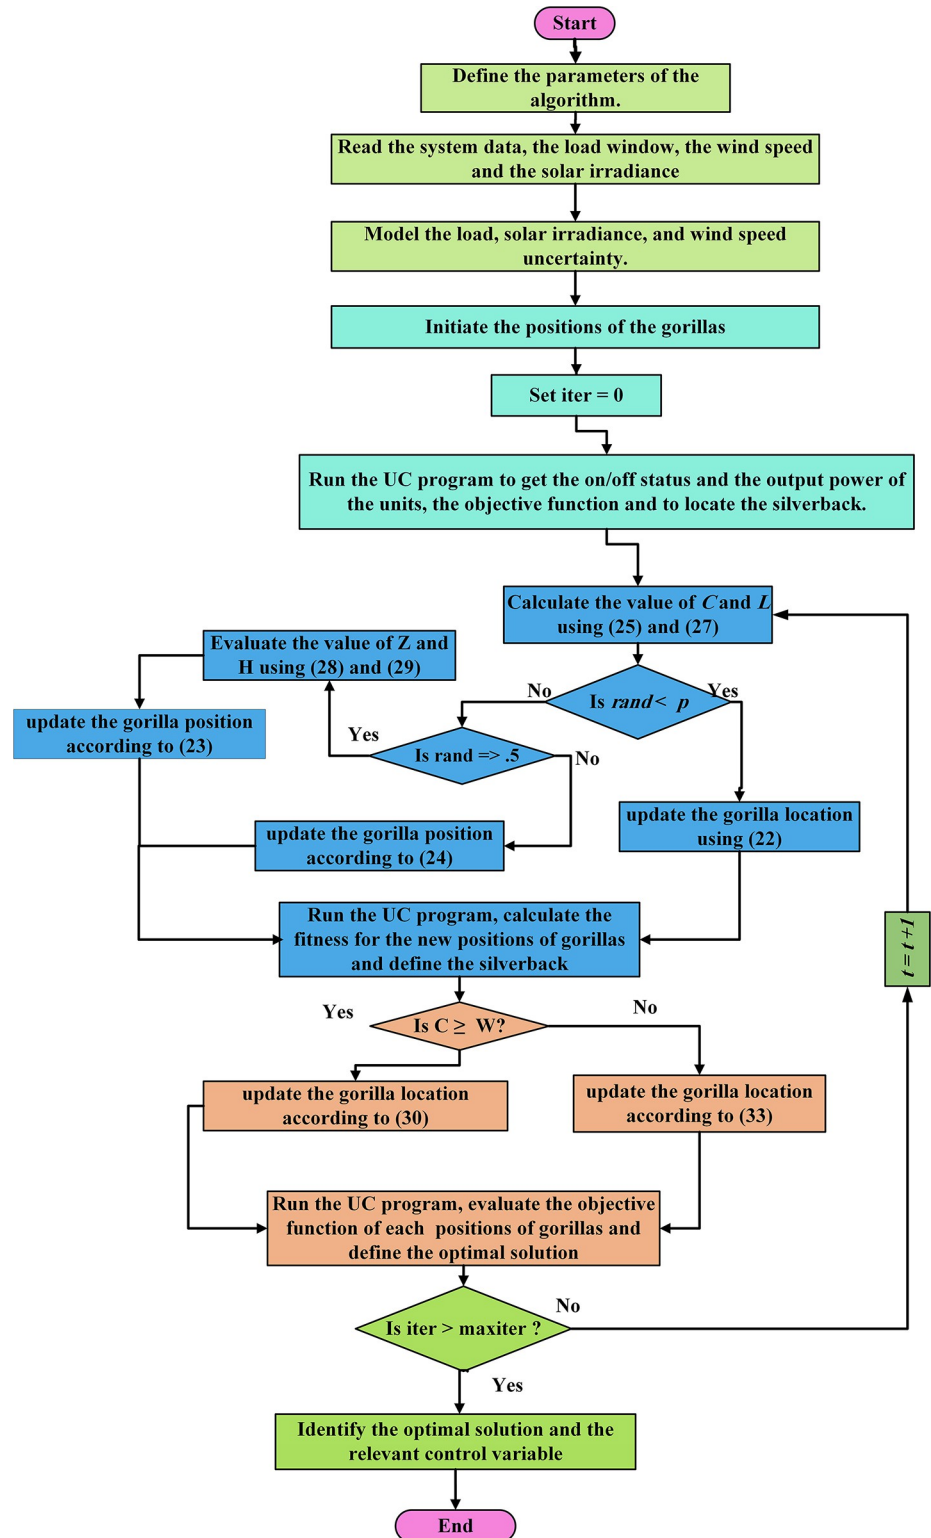 Start
Define the parameters of the
algorithm.
Read the system data, the load window, the wind speed
and the solar irradiance
Model the load, solar irradiance, and wind speed
uncertainty.
Initiate the positions of the gorillas
Set iter = 0
Run the UC program to get the on/off status and the output power of
the units, the objective function and to locate the silverback.
Calculate the value of C and L
using (25) and (27)
Evaluate the value of Z and
H using (28) and (29)
No
Is rand < p
Yes
update the gorilla position
according to (23)
Yes
Is rand => .5
No
update the gorilla position
according to (24)
update the gorilla location
using (22)
Run the UC program, calculate the
fitness for the new positions of gorillas
and define the silverback
t = t+1
Yes
Is C ≥ W?
No
update the gorilla location
according to (30)
update the gorilla location
according to (33)
Run the UC program, evaluate the objective
function of each positions of gorillas and
define the optimal solution
Is iter > maxiter ?
No
Yes
Identify the optimal solution and the
relevant control variable
End